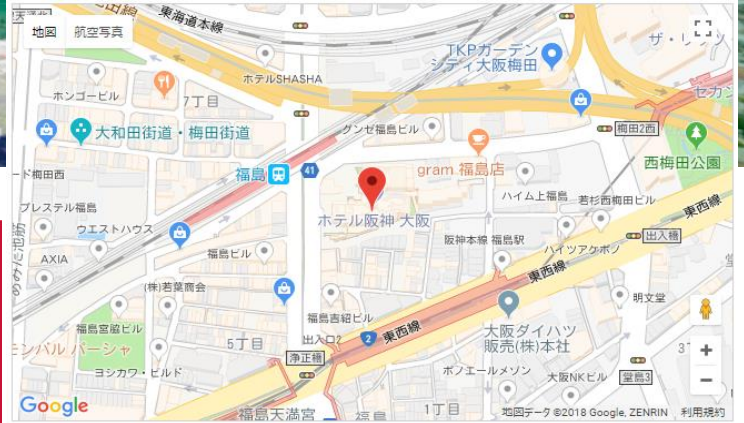 東海道本線
地図
航空写真
TKPガーデン
シティ大阪梅田
ホテルSHASHA
ホンゴービル
7丁目
大和田街道・梅田街道
グンゼ福島ビル
梅田2西
福島
41
gram 福島店
西梅田公園
ハイム上福島
若杉西梅田ビル
プレステル福島
ホテル阪神 大阪
東西線
ウエストハウス
阪神本線 福島駅
出入橋
AXIA
福島ビル
ハイツアケボノ
(株)若葉商会
東西線
明文堂
福島吉紹ビル
福島宮脇ビル
大阪ダイハツ
販売(株)本社
出入口2
2
東西線
5丁目
浄正橋
ヨシカワ・ビルド
ボノエールメゾン
大阪NKビル
堂島3
Google
福島天満宮
福島
1丁目
地図データ ©2018 Google, ZENRIN
利用規約